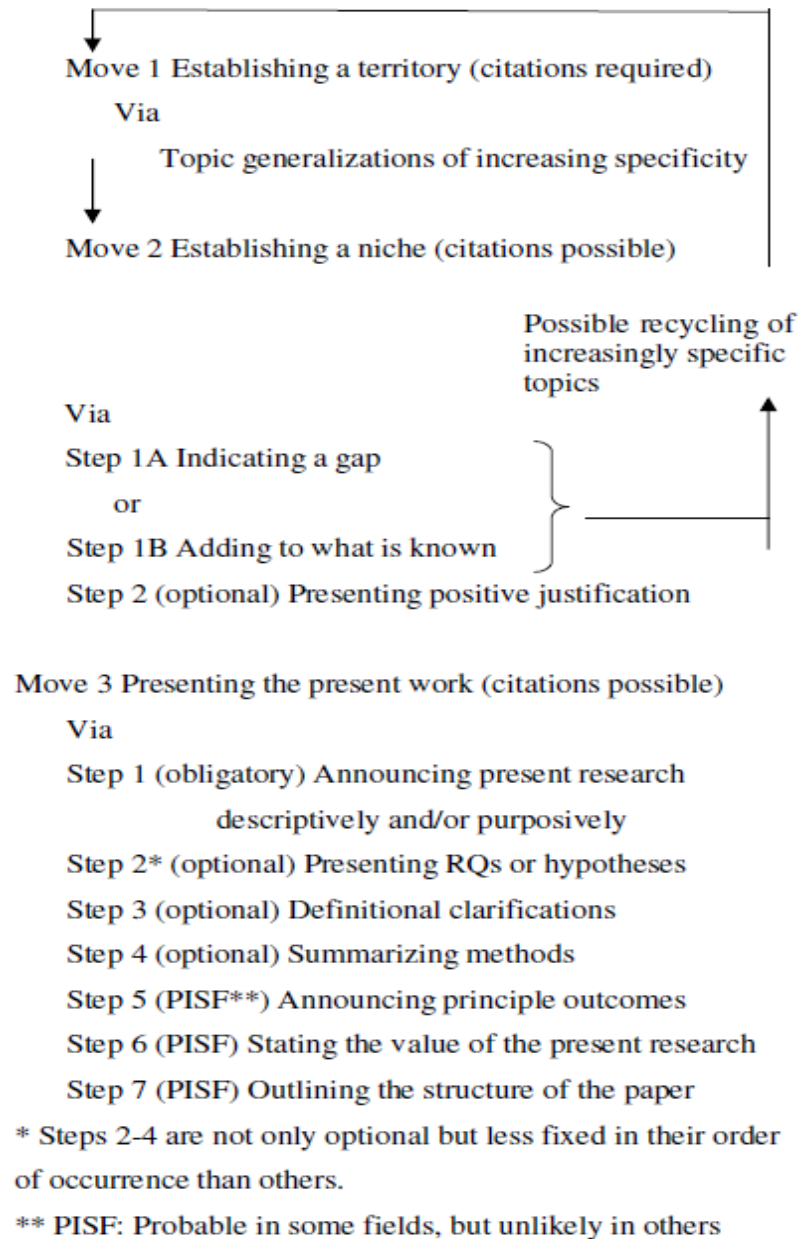 Move 1 Establishing a territory (citations required)
Via
Topic generalizations of increasing specificity
Move 2 Establishing a niche (citations possible)
Possible recycling of
increasingly specific
topics
Via
Step 1A Indicating a gap
or
Step 1B Adding to what is known
Step 2 (optional) Presenting positive justification
Move 3 Presenting the present work (citations possible)
Via
Step 1 (obligatory) Announcing present research
descriptively and/or purposively
Step 2* (optional) Presenting RQs or hypotheses
Step 3 (optional) Definitional clarifications
Step 4 (optional) Summarizing methods
Step 5 (PISF**) Announcing principle outcomes
Step 6 (PISF) Stating the value of the present research
Step 7 (PISF) Outlining the structure of the paper
* Steps 2-4 are not only optional but less fixed in their order
of occurrence than others.
** PISF: Probable in some fields, but unlikely in others